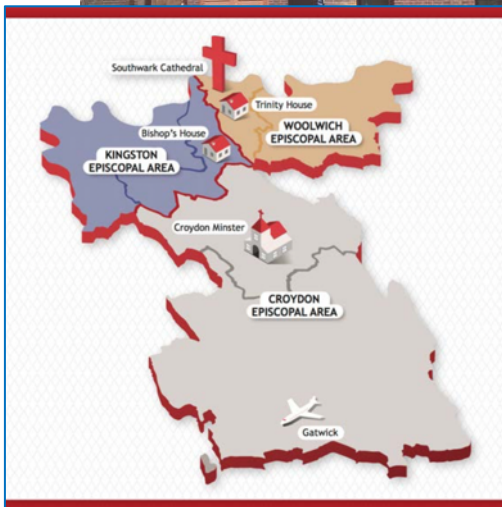 Southwark Cathedral
Trinity House
Bishop's House
WOOLWICH
EPISCOPAL AREA
KINGSTON
EPISCOPAL AREA
Croydon Minster
CROYDON
EPISCOPAL AREA
Gatwick